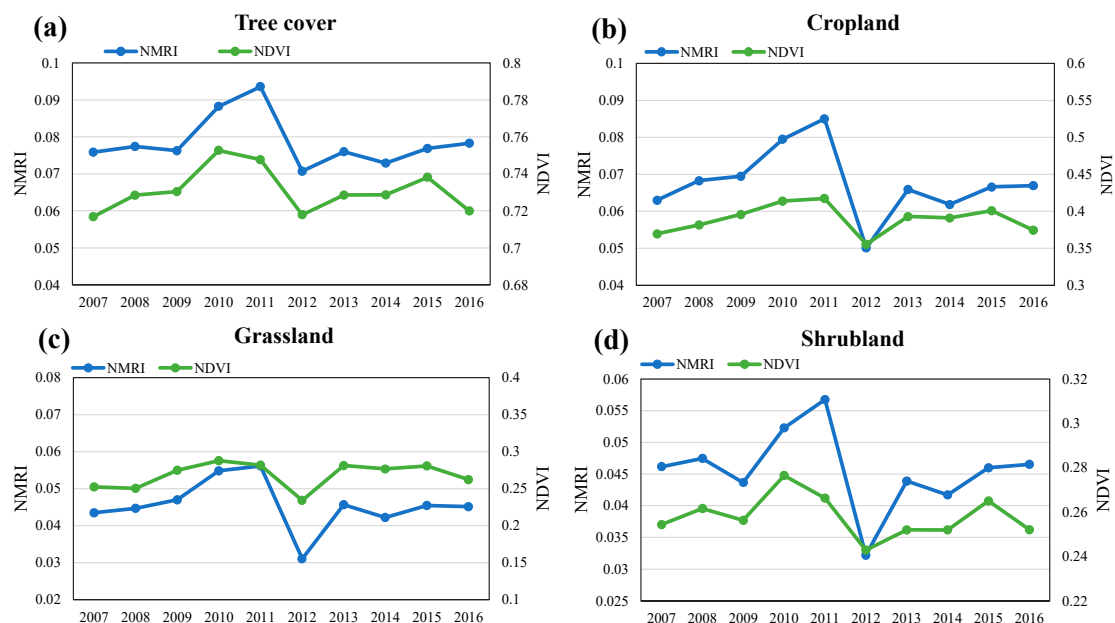 (a) Tree cover
NMRI NDVI
0.1 0.8
0.09 0.78
0.08 0.76
0.07 0.74
0.06 0.72
0.05 0.7
0.04 0.68
NMRI
NDVI
2007 2008 2009 2010 2011 2012 2013 2014 2015 2016
(b) Cropland
NMRI NDVI
0.1 0.6
0.09 0.55
0.08 0.5
0.07 0.45
0.06 0.4
0.05 0.35
0.04 0.3
NMRI
NDVI
2007 2008 2009 2010 2011 2012 2013 2014 2015 2016
(c) Grassland
NMRI NDVI
0.08 0.4
0.07 0.35
0.06 0.3
0.05 0.25
0.04 0.2
0.03 0.15
0.02 0.1
NMRI
NDVI
2007 2008 2009 2010 2011 2012 2013 2014 2015 2016
(d) Shrubland
NMRI NDVI
0.06 0.32
0.055
0.3
0.05
0.045 0.28
0.04 0.26
0.035
0.24
0.03
0.025 0.22
NMRI
NDVI
2007 2008 2009 2010 2011 2012 2013 2014 2015 2016